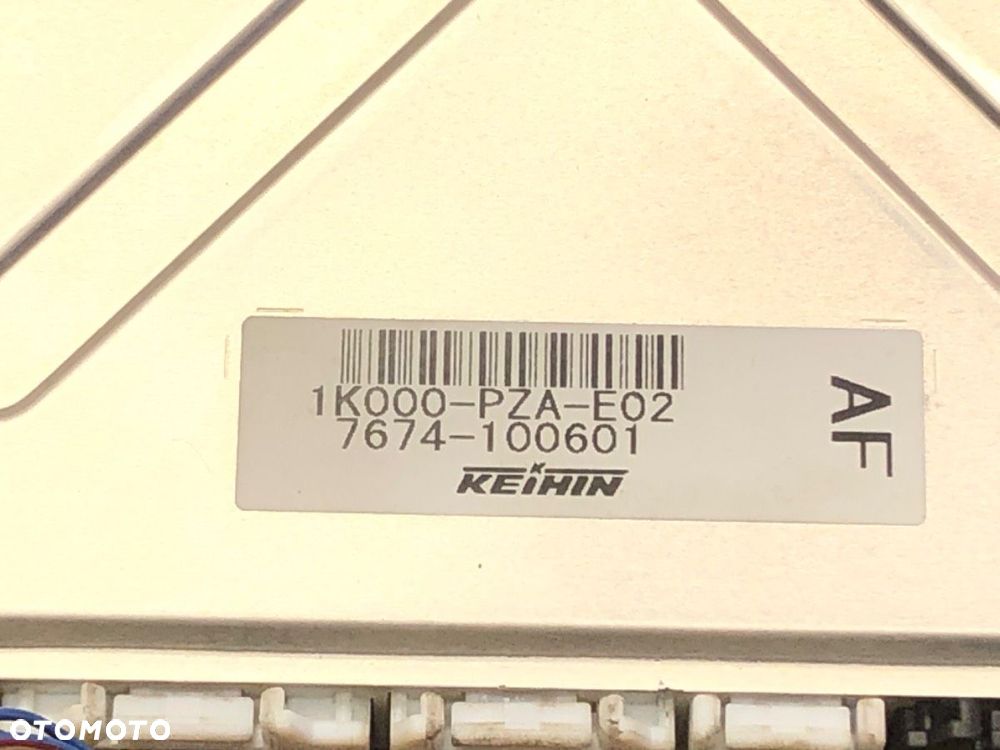 1K000-PZA-E02
7674-100601
KEIHIN
AF
OTOMOTO